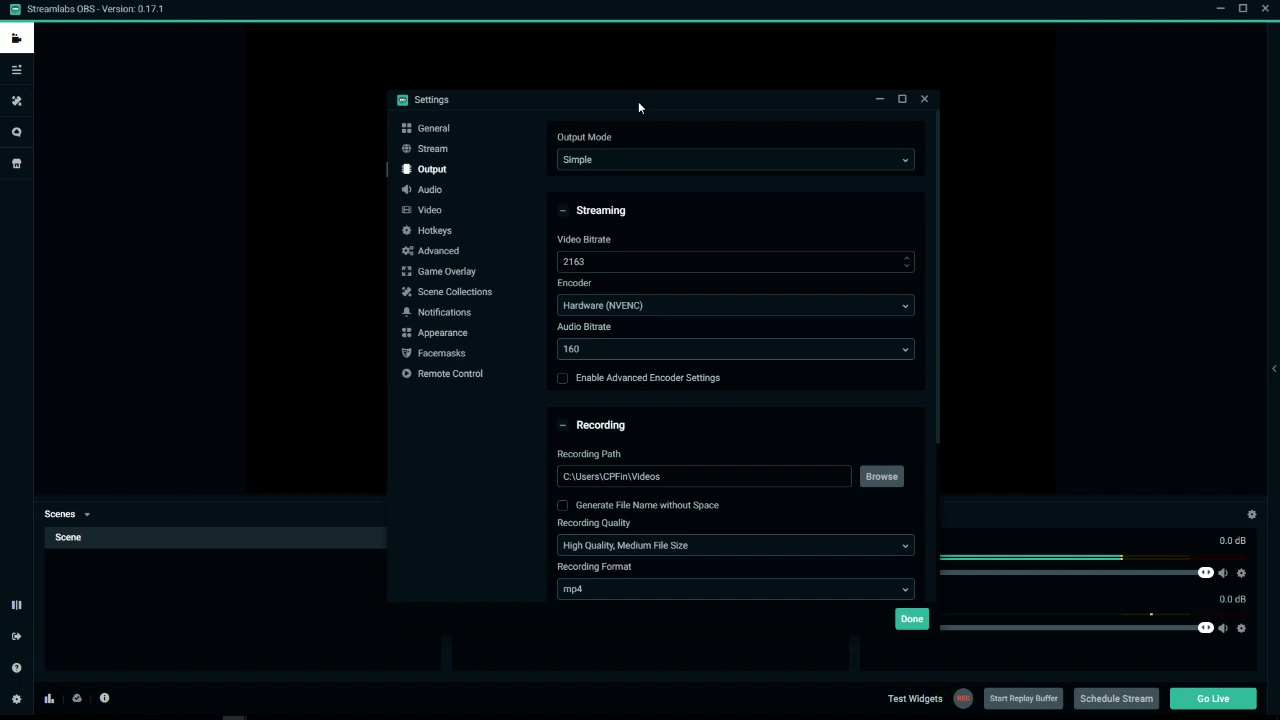 Streamlabs OBS - Version: 0.17.1
Settings
General
Stream
Output
Audio
Video
Hotkeys
Advanced
Game Overlay
Scene Collections
Notifications
Appearance
Facemasks
Remote Control
Output Mode
Simple
Streaming
Video Bitrate
2163
Encoder
Hardware (NVENC)
Audio Bitrate
160
Enable Advanced Encoder Settings
Recording
Recording Path
C:\Users\CPFin\Videos
Browse
Generate File Name without Space
Recording Quality
High Quality, Medium File Size
Recording Format
mp4
Done
Scenes
Scene
0.0 dB
0.0 dB
Test Widgets
REC
Start Replay Buffer
Schedule Stream
Go Live